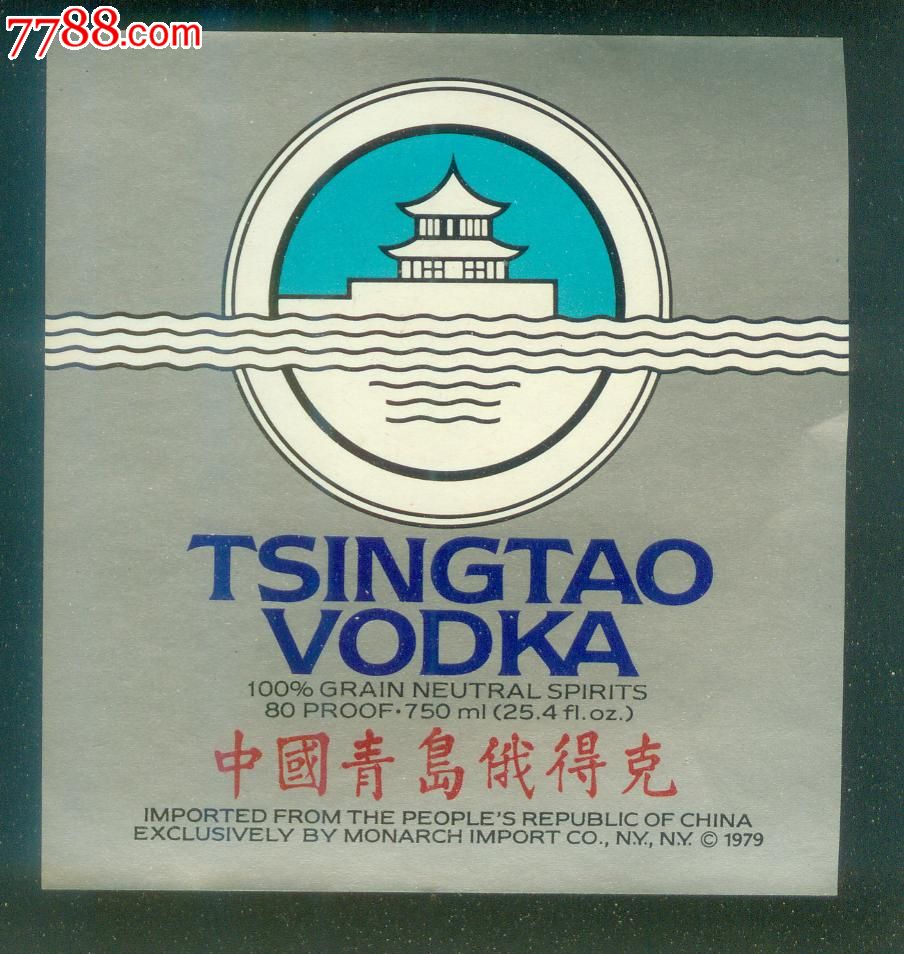 7788.com
TSINGTAO
VODKA
100% GRAIN NEUTRAL SPIRITS
80 PROOF·750 ml (25.4 fl.oz.)
中國青島俄得克
IMPORTED FROM THE PEOPLE'S REPUBLIC OF CHINA
EXCLUSIVELY BY MONARCH IMPORT CO., N.Y., N.Y. © 1979